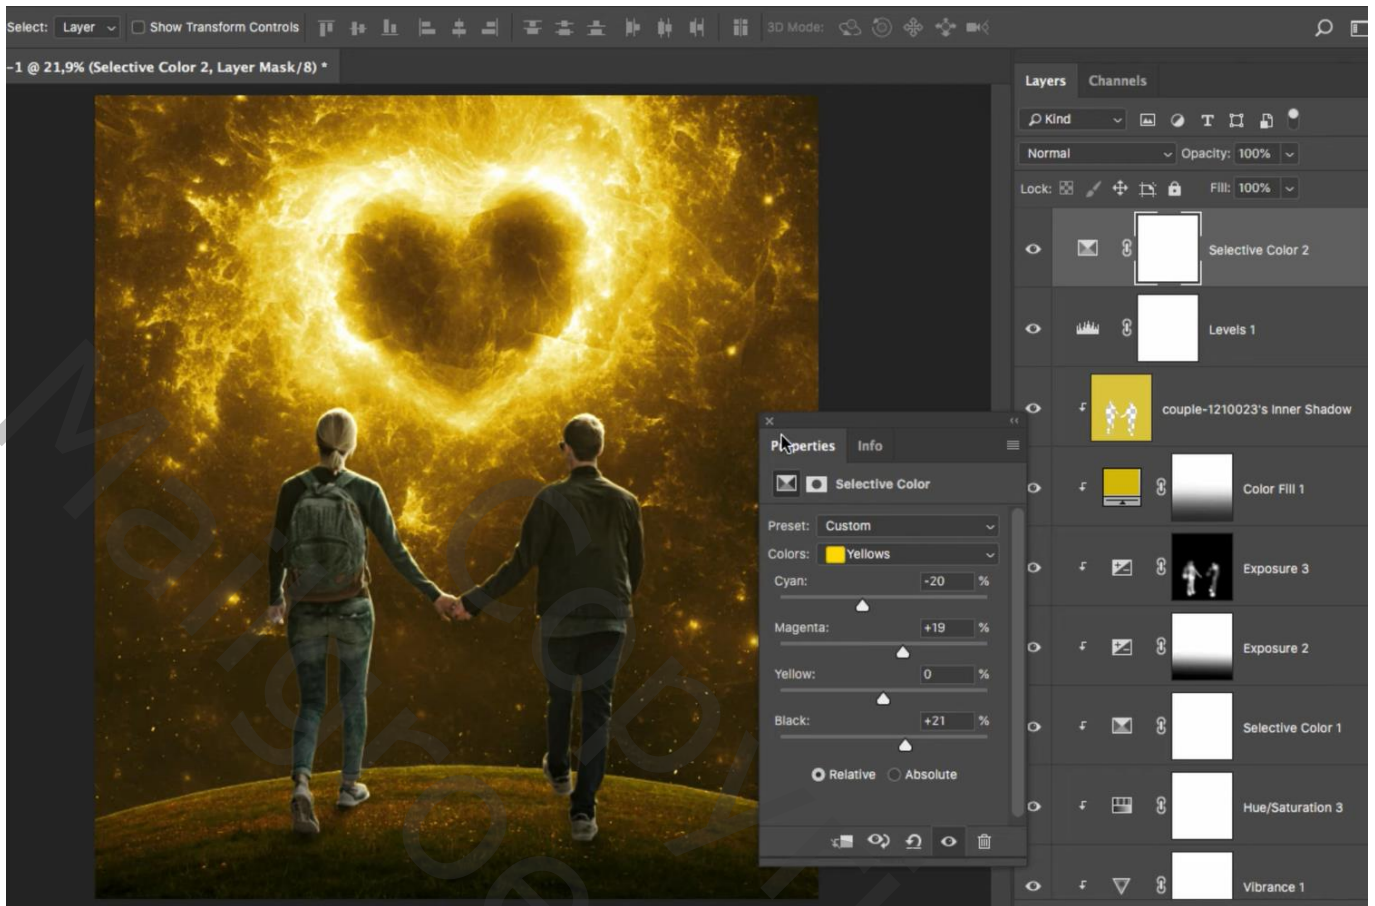 Select: Layer Show Transform Controls 3D Mode:
-1 @ 21,9% (Selective Color 2, Layer Mask/8) *
Layers Channels
Kind
Normal Opacity: 100%
Lock: Fill: 100%
Selective Color 2
Levels 1
couple-1210023's Inner Shadow
Color Fill 1
Exposure 3
Exposure 2
Selective Color 1
Hue/Saturation 3
Vibrance 1
Properties Info
Selective Color
Preset: Custom
Colors: Yellows
Cyan: -20 %
Magenta: +19 %
Yellow: 0 %
Black: +21 %
Relative Absolute